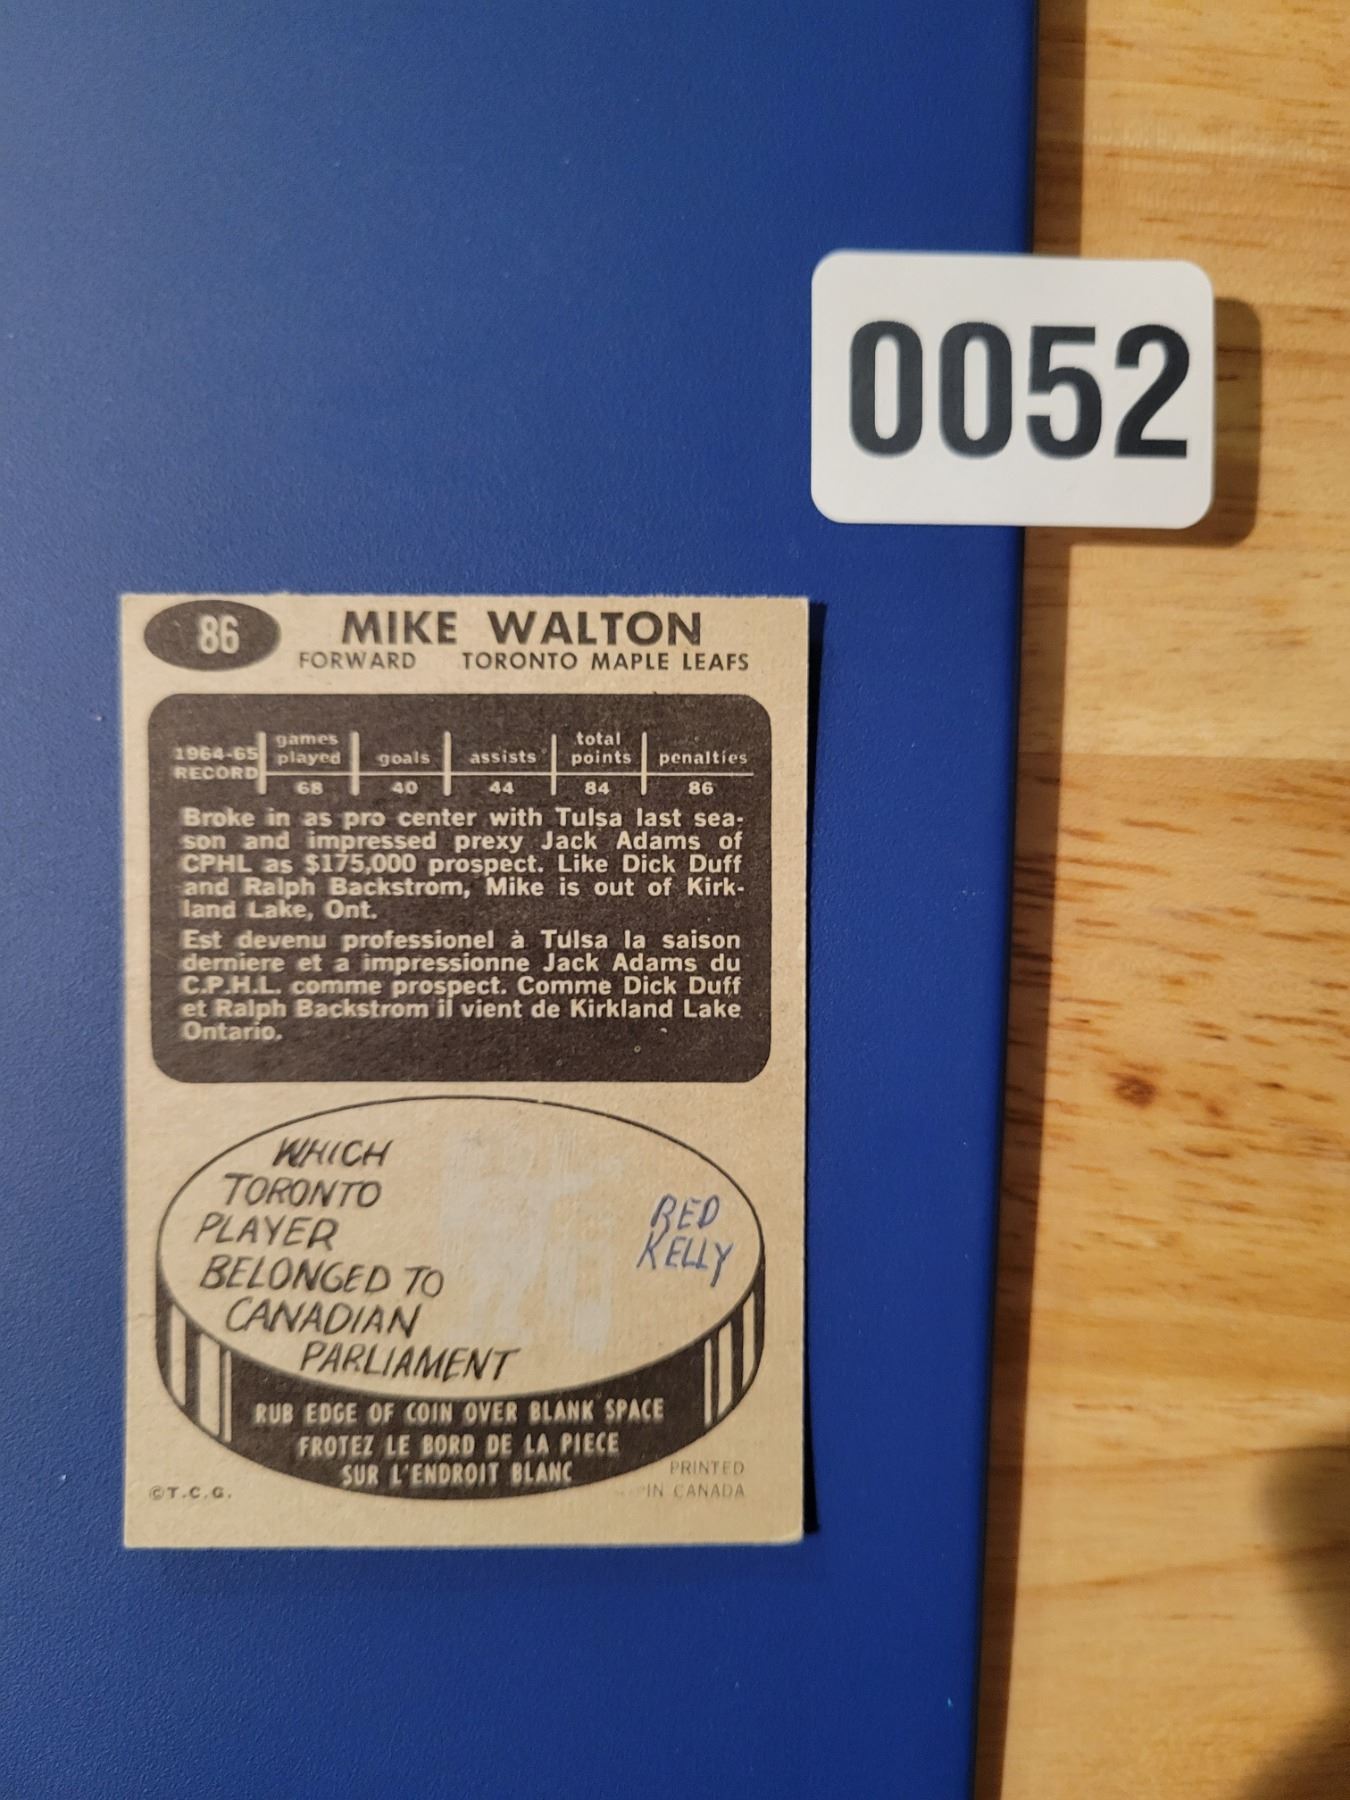 0052
86
MIKE WALTON
FORWARD TORONTO MAPLE LEAFS
1964-65 RECORD
games played goals assists total points penalties
68 40 44 84 86
Broke in as pro center with Tulsa last sea-
son and impressed prexy Jack Adams of
CPHL as $175,000 prospect. Like Dick Duff
and Ralph Backstrom, Mike is out of Kirk-
land Lake, Ont.
Est devenu professionel à Tulsa la saison
derniere et a impressionne Jack Adams du
C.P.H.L. comme prospect. Comme Dick Duff
et Ralph Backstrom il vient de Kirkland Lake
Ontario.
WHICH
TORONTO
PLAYER
BELONGED TO
CANADIAN
PARLIAMENT
RED
KELLY
RUB EDGE OF COIN OVER BLANK SPACE
FROTEZ LE BORD DE LA PIECE
SUR L'ENDROIT BLANC
©T.C.G.
PRINTED
IN CANADA